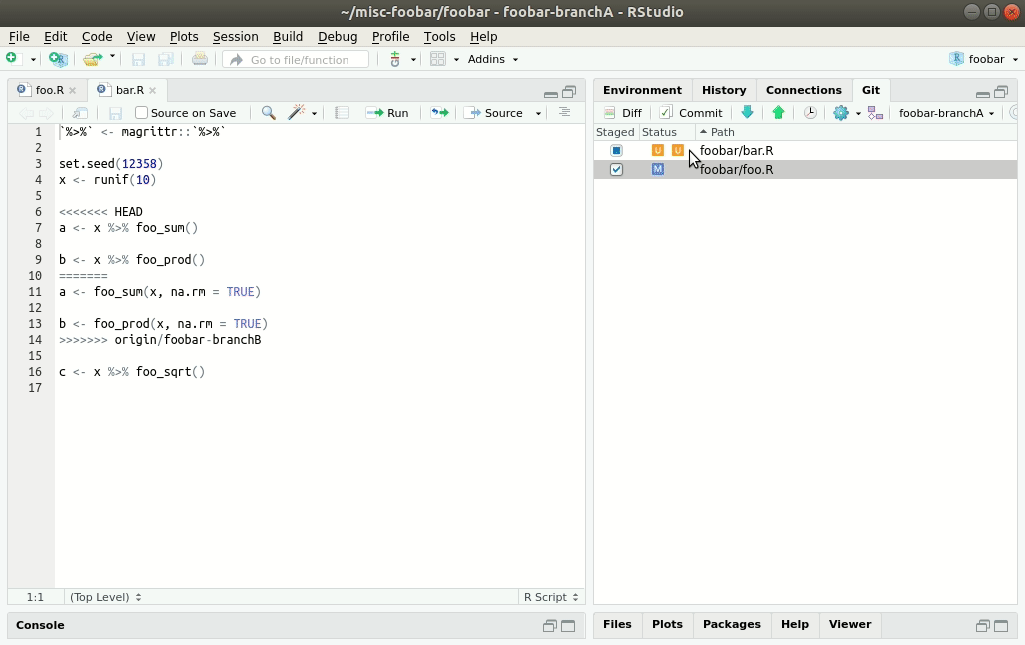 ~/misc-foobar/foobar - foobar-branchA - RStudio
File Edit Code View Plots Session Build Debug Profile Tools Help
Go to file/function Addins foobar
foo.R bar.R
Source on Save Run Source
1 `%>%` <- magrittr::`%>%`
2
3 set.seed(12358)
4 x <- runif(10)
5
6 <<<<<<< HEAD
7 a <- x %>% foo_sum()
8
9 b <- x %>% foo_prod()
10 =======
11 a <- foo_sum(x, na.rm = TRUE)
12
13 b <- foo_prod(x, na.rm = TRUE)
14 >>>>>>> origin/foobar-branchB
15
16 c <- x %>% foo_sqrt()
17
1:1 (Top Level) R Script
Console
Environment History Connections Git
Diff Commit foobar-branchA
Staged Status Path
U U foobar/bar.R
M foobar/foo.R
Files Plots Packages Help Viewer